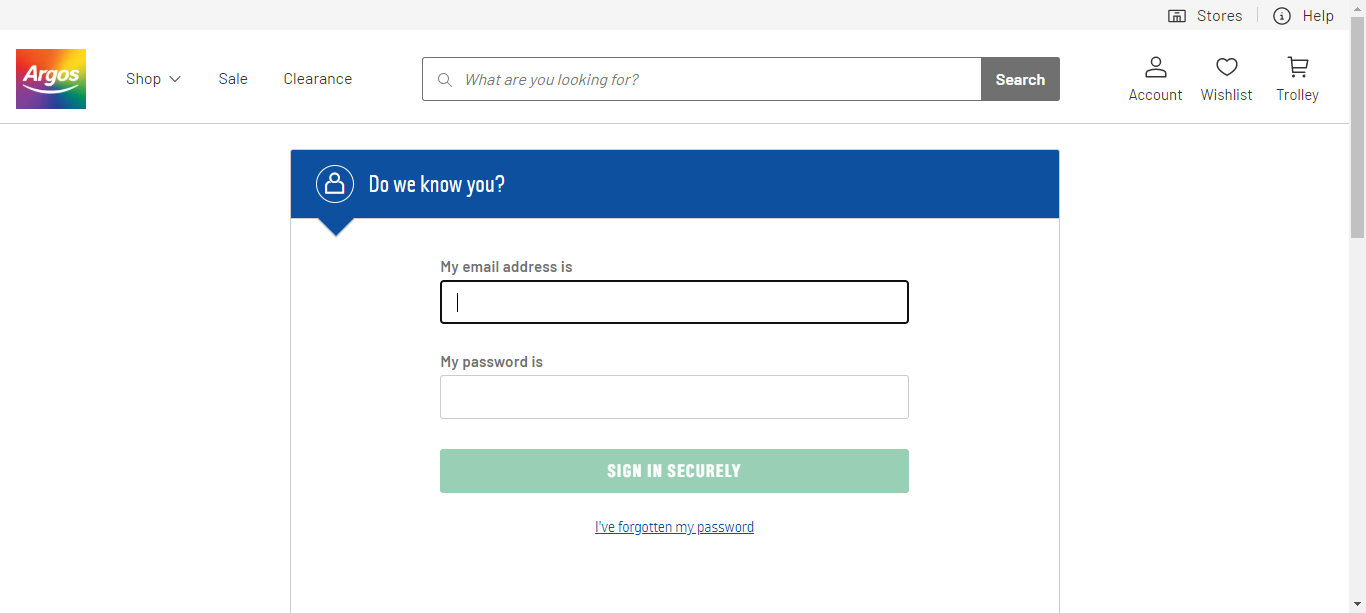 Stores
Help
Argos
Shop
Sale
Clearance
What are you looking for?
Search
Account
Wishlist
Trolley
Do we know you?
My email address is
My password is
SIGN IN SECURELY
I've forgotten my password